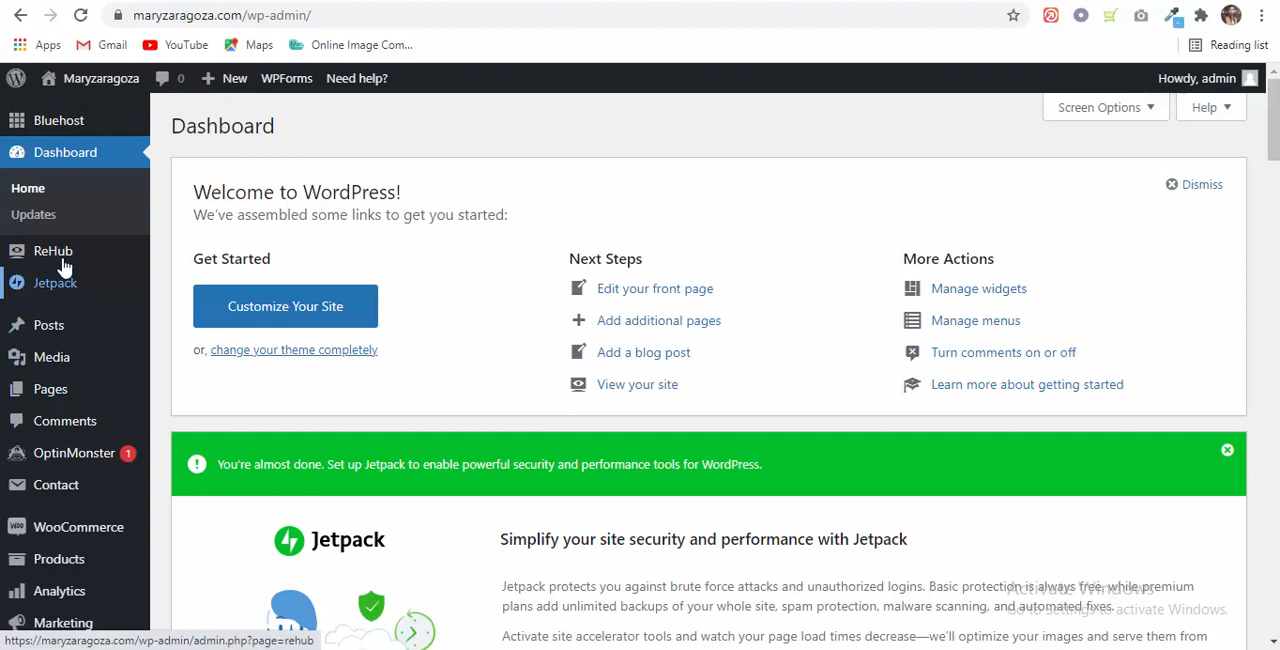 maryzaragoza.com/wp-admin/
Apps Gmail YouTube Maps Online Image Com... Reading list
Maryzaragoza 0 New WPForms Need help? Howdy, admin
Bluehost
Dashboard
Home
Updates
ReHub
Jetpack
Posts
Media
Pages
Comments
OptinMonster 1
Contact
WooCommerce
Products
Analytics
Marketing
Dashboard
Screen Options ▼ Help ▼
Welcome to WordPress!
Dismiss
We've assembled some links to get you started:
Get Started
Customize Your Site
or, change your theme completely
Next Steps
Edit your front page
Add additional pages
Add a blog post
View your site
More Actions
Manage widgets
Manage menus
Turn comments on or off
Learn more about getting started
You're almost done. Set up Jetpack to enable powerful security and performance tools for WordPress.
Jetpack
Simplify your site security and performance with Jetpack
Jetpack protects you against brute force attacks and unauthorized logins. Basic protection is always free, while premium
plans add unlimited backups of your whole site, spam protection, malware scanning, and automated fixes.
Activate site accelerator tools and watch your page load times decrease—we'll optimize your images and serve them from
Activate Windows
Go to Settings to activate Windows.
https://maryzaragoza.com/wp-admin/admin.php?page=rehub